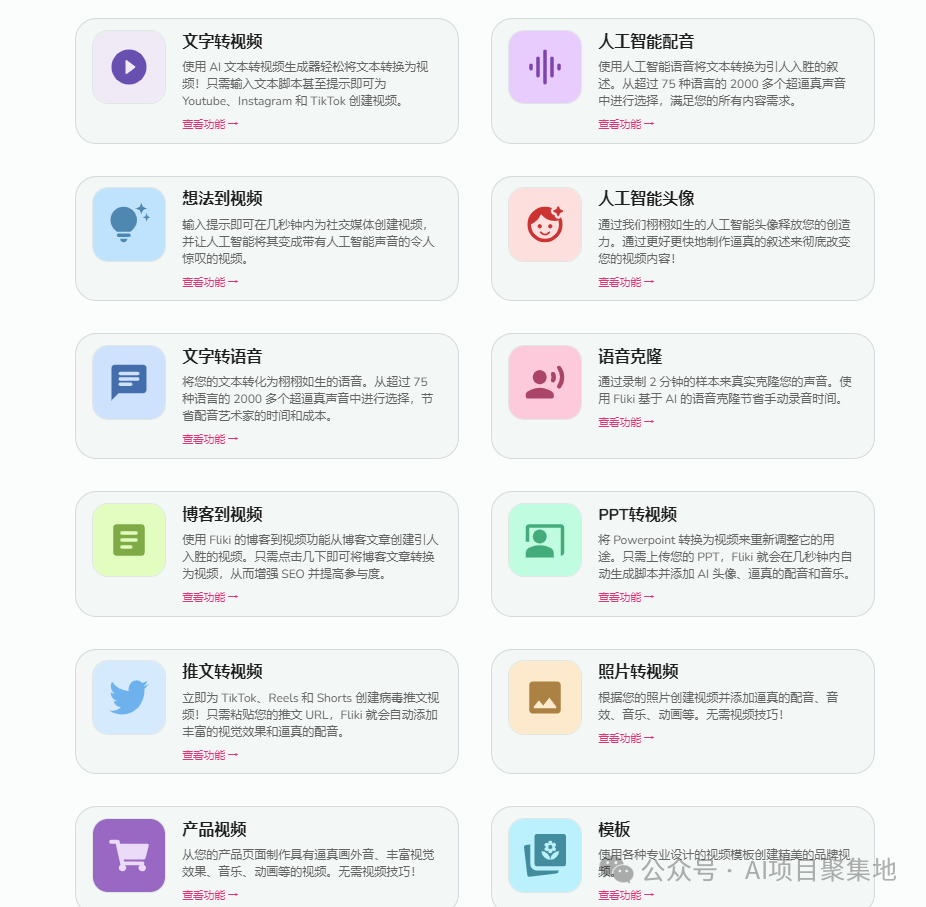 文字转视频
使用 AI 文本转视频生成器轻松将文本转换为视
频！只需输入文本脚本甚至提示即可为
Youtube、Instagram 和 TikTok 创建视频。
查看功能 →
人工智能配音
使用人工智能语音将文本转换为引人入胜的叙
述。从超过 75 种语言的 2000 多个超逼真声音
中进行选择，满足您的所有内容需求。
查看功能 →
想法到视频
输入提示即可在几秒钟内为社交媒体创建视频，
并让人工智能将其变成带有人工智能声音的令人
惊叹的视频。
查看功能 →
人工智能头像
通过我们栩栩如生的人工智能头像释放您的创造
力。通过更好更快地制作逼真的叙述来彻底改变
您的视频内容！
查看功能 →
文字转语音
将您的文本转化为栩栩如生的语音。从超过 75
种语言的 2000 多个超逼真声音中进行选择，节
省配音艺术家的时间和成本。
查看功能 →
语音克隆
通过录制 2 分钟的样本来真实克隆您的声音。使
用 Fliki 基于 AI 的语音克隆节省手动录音时间。
查看功能 →
博客到视频
使用 Fliki 的博客到视频功能从博客文章创建引人
入胜的视频。只需点击几下即可将博客文章转换
为视频，从而增强 SEO 并提高参与度。
查看功能 →
PPT转视频
将 Powerpoint 转换为视频来重新调整它的用
途。只需上传您的 PPT，Fliki 就会在几秒钟内自
动生成脚本并添加 AI 头像、逼真的配音和音乐。
查看功能 →
推文转视频
立即为 TikTok、Reels 和 Shorts 创建病毒推文视
频！只需粘贴您的推文 URL，Fliki 就会自动添加
丰富的视觉效果和逼真的配音。
查看功能 →
照片转视频
根据您的照片创建视频并添加逼真的配音、音
效、音乐、动画等。无需视频技巧！
查看功能 →
产品视频
从您的产品页面制作具有逼真画外音、丰富视觉
效果、音乐、动画等的视频。无需视频技巧！
查看功能 →
模板
使用各种专业设计的视频模板创建精美的品牌视
频。
查看功能 →
公众号 · AI项目聚集地